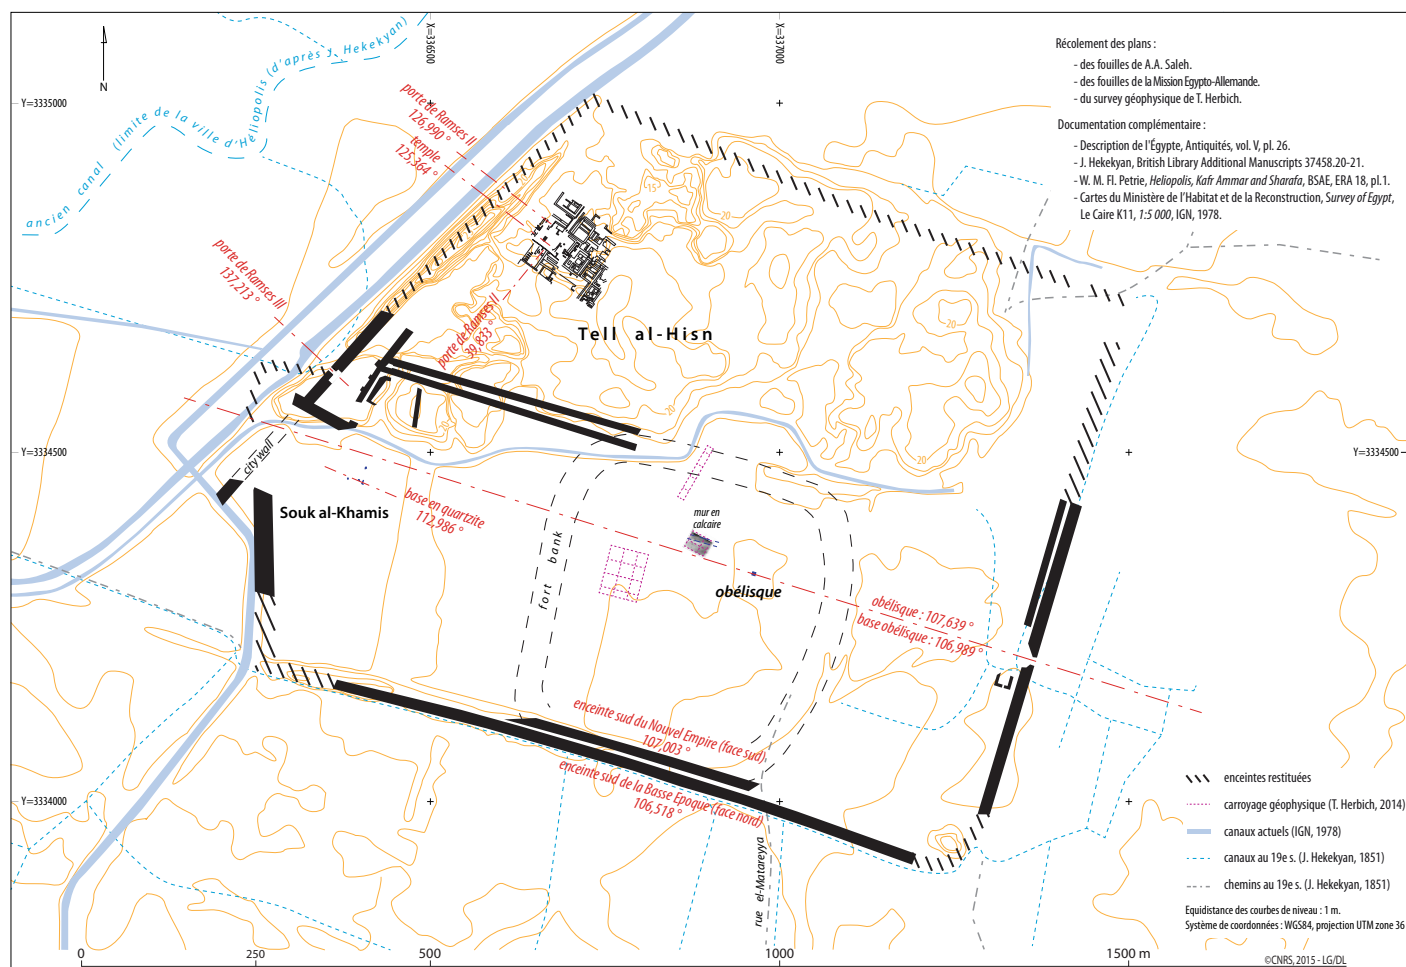 X=336500
X=337000
Y=3335000
N
ancien canal (limite de la ville d'Héliopolis (d'après J. Hekekyan)
porte de Ramses II
126,990 °
temple
125,364 °
porte de Ramses III
137,213 °
porte de Ramses II
39,833 °
Récolement des plans :
- des fouilles de A.A. Saleh.
- des fouilles de la Mission Egypto-Allemande.
- du survey géophysique de T. Herbich.
Documentation complémentaire :
- Description de l'Égypte, Antiquités, vol. V, pl. 26.
- J. Hekekyan, British Library Additional Manuscripts 37458.20-21.
- W. M. Fl. Petrie, Heliopolis, Kafr Ammar and Sharafa, BSAE, ERA 18, pl.1.
- Cartes du Ministère de l'Habitat et de la Reconstruction, Survey of Egypt,
Le Caire K11, 1:5 000, IGN, 1978.
15
20
20
Tell al-Hisn
20
20
20
20
Y=3334500
Y=3334500
city wall
Souk al-Khamis
base en quartzite
112,986 °
fort bank
mur en
calcaire
obélisque
obélisque : 107,639 °
base obélisque : 106,989 °
enceinte sud du Nouvel Empire (face sud)
107,003 °
enceinte sud de la Basse Epoque (face nord)
106,518 °
Y=3334000
rue el-Matareyya
enceintes restituées
carroyage géophysique (T. Herbich, 2014)
canaux actuels (IGN, 1978)
canaux au 19e s. (J. Hekekyan, 1851)
chemins au 19e s. (J. Hekekyan, 1851)
Equidistance des courbes de niveau : 1 m.
Système de coordonnées : WGS84, projection UTM zone 36
0 250 500 1000 1500 m
©CNRS, 2015 - LG/DL